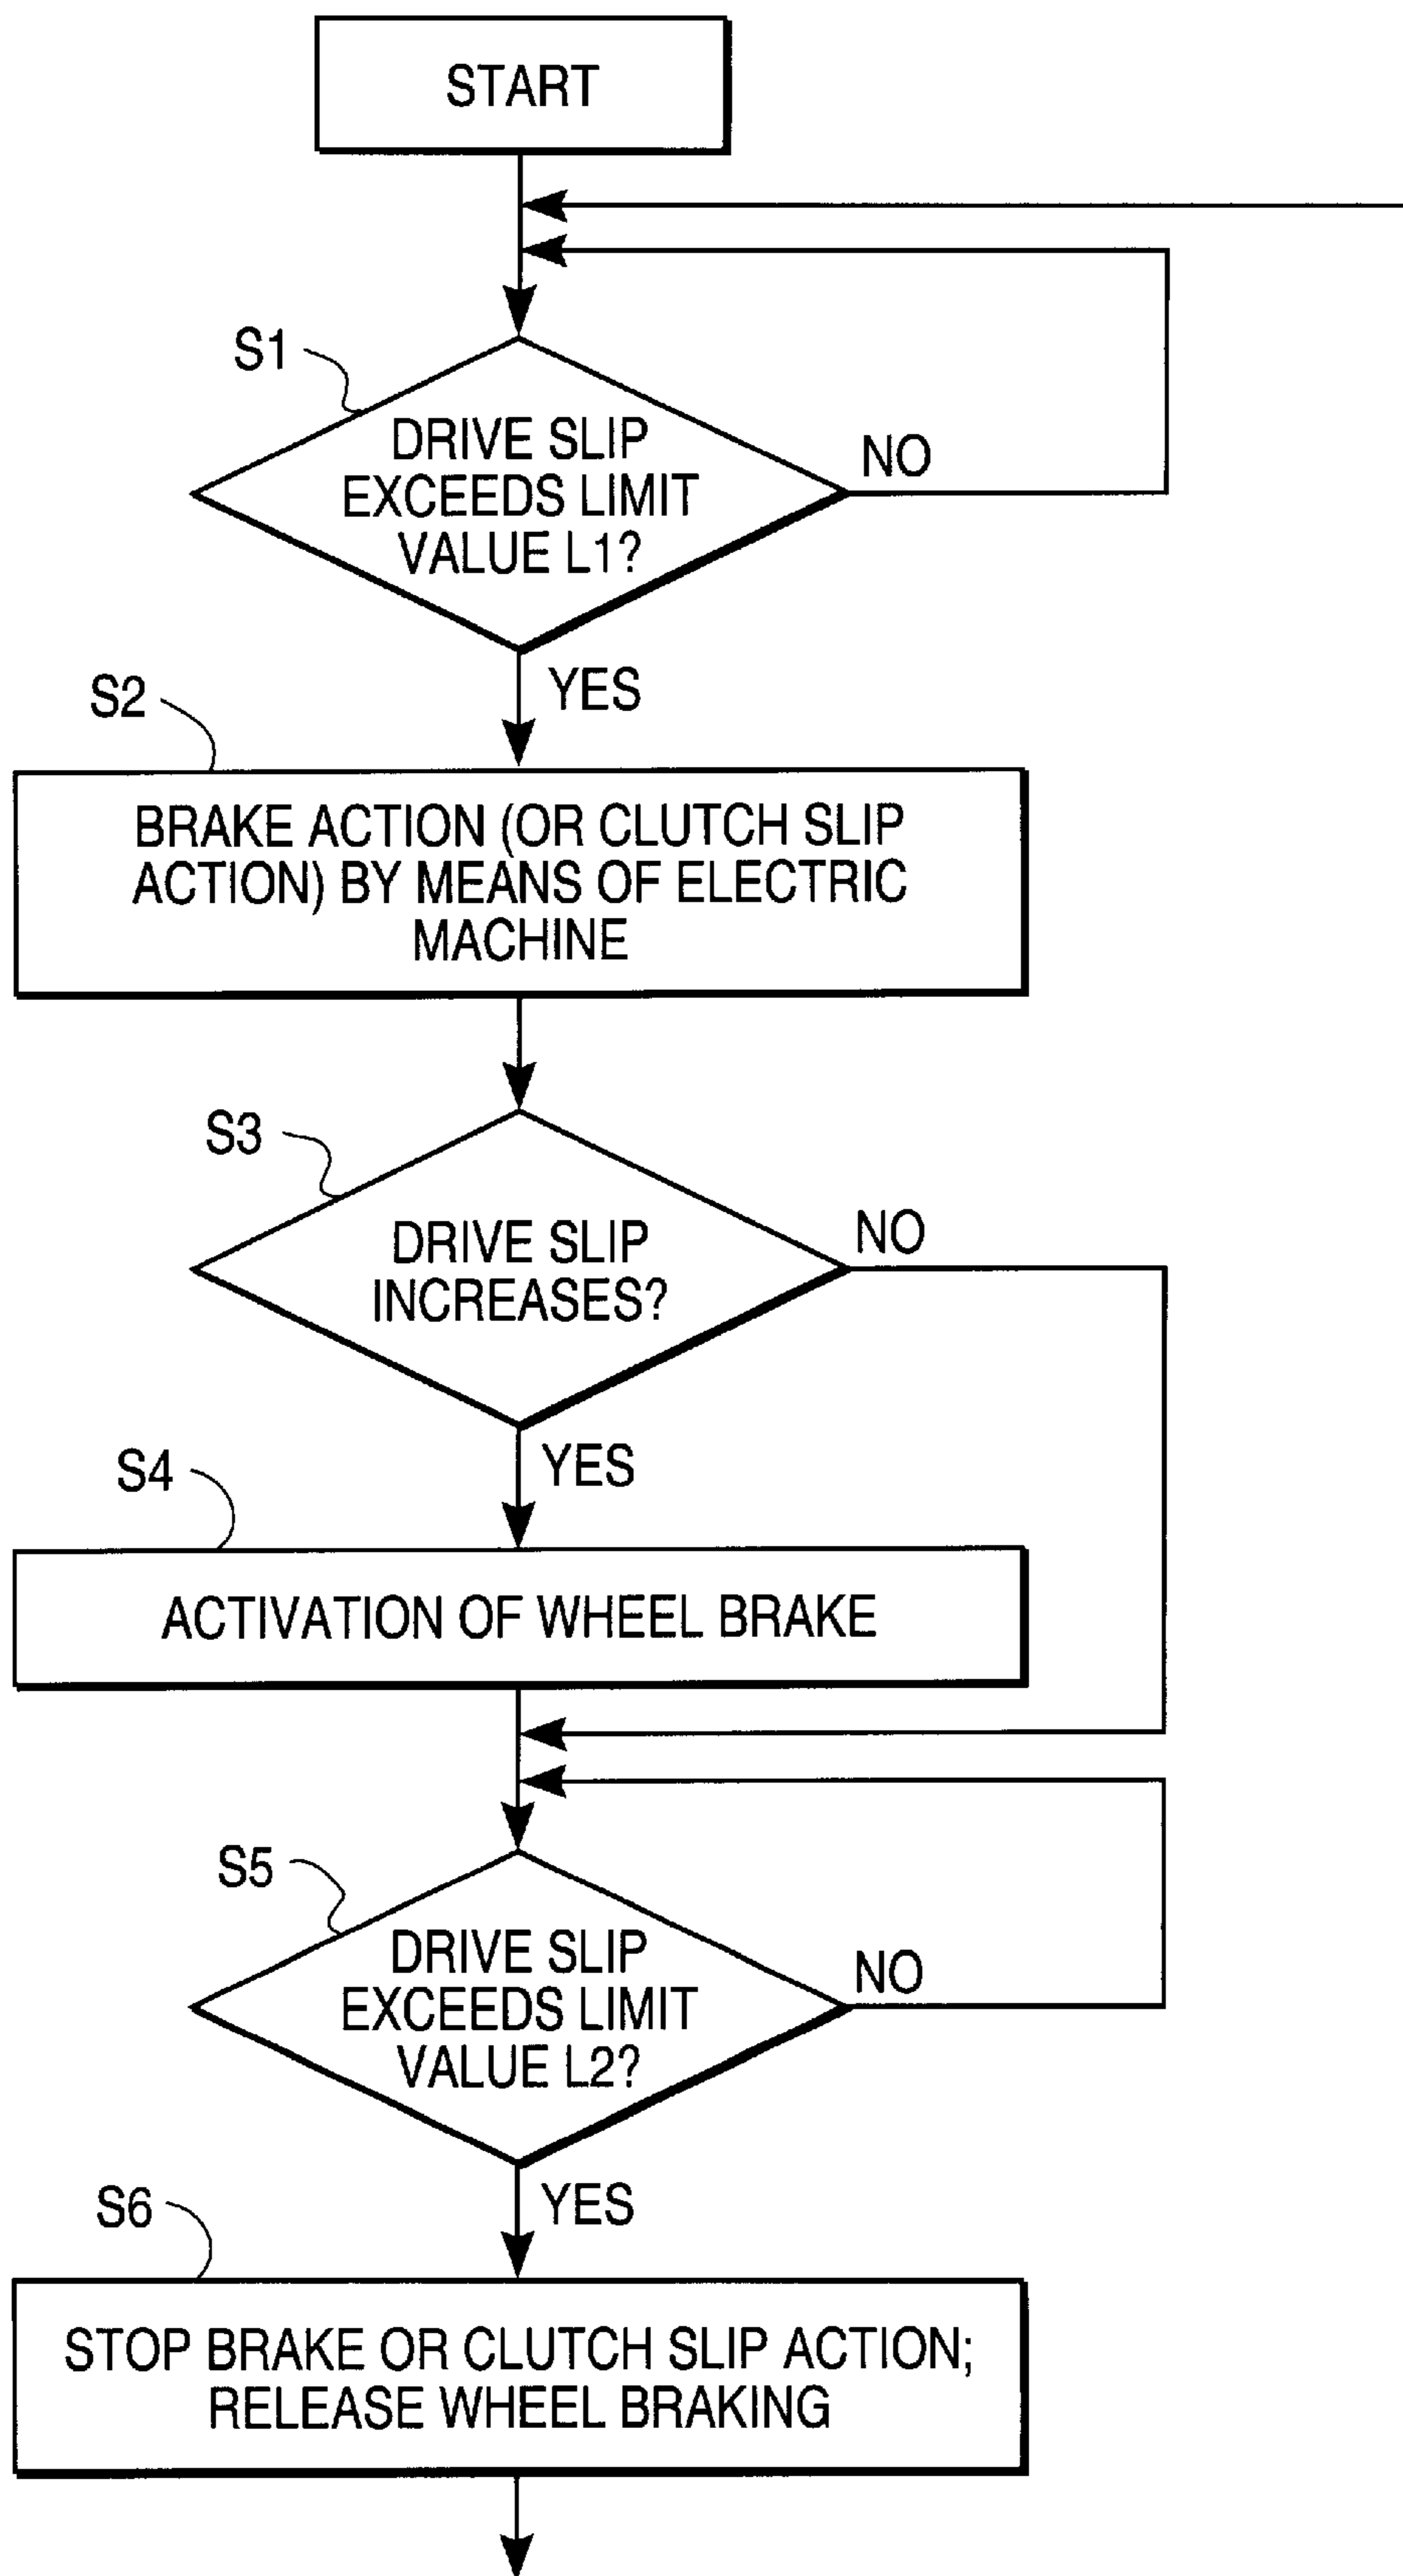 START
S1
DRIVE SLIP
EXCEEDS LIMIT
VALUE L1?
NO
YES
S2
BRAKE ACTION (OR CLUTCH SLIP
ACTION) BY MEANS OF ELECTRIC
MACHINE
S3
DRIVE SLIP
INCREASES?
NO
YES
S4
ACTIVATION OF WHEEL BRAKE
S5
DRIVE SLIP
EXCEEDS LIMIT
VALUE L2?
NO
YES
S6
STOP BRAKE OR CLUTCH SLIP ACTION;
RELEASE WHEEL BRAKING